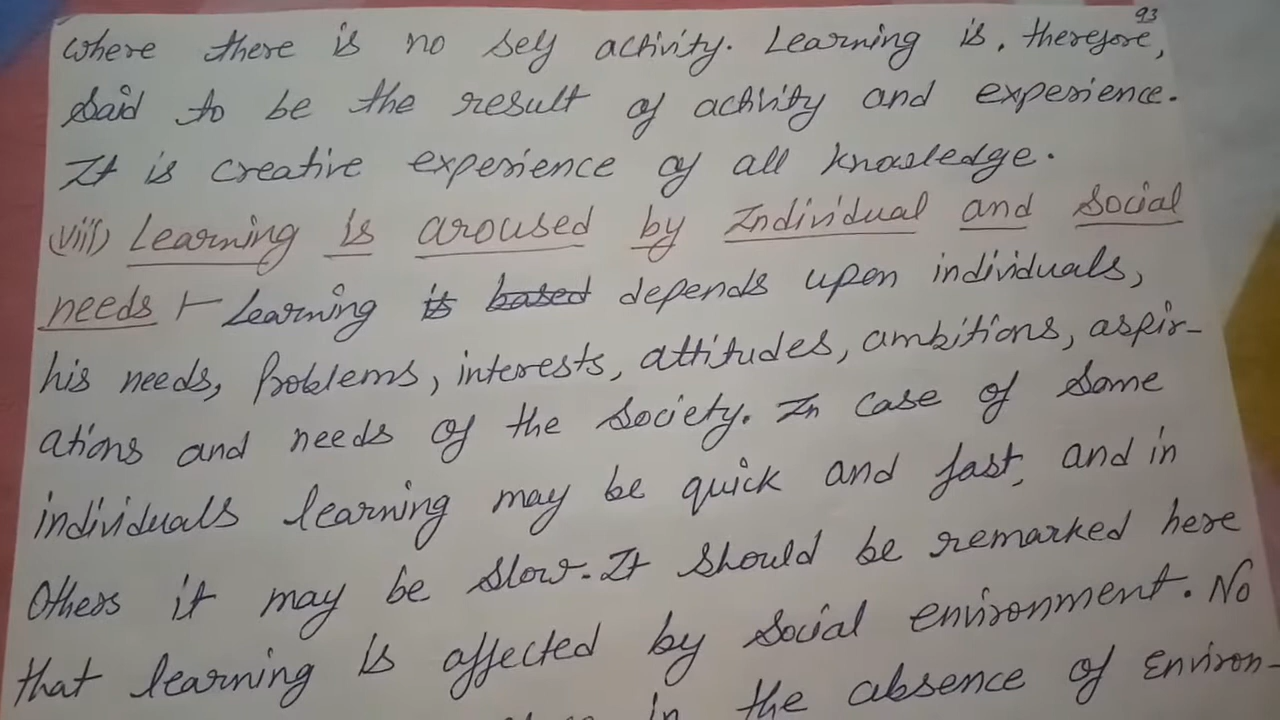 93
where there is no self activity. Learning is, therefore,
said to be the result of activity and experience.
It is creative experience of all knowledge.
(viii) Learning is aroused by Individual and Social
needs :- Learning is based depends upon individuals,
his needs, Problems, interests, attitudes, ambitions, aspir-
ations and needs of the Society. In case of Some
individuals learning may be quick and fast, and in
Others it may be slow. It should be remarked here
that learning is affected by Social environment. No
in the absence of Environ-